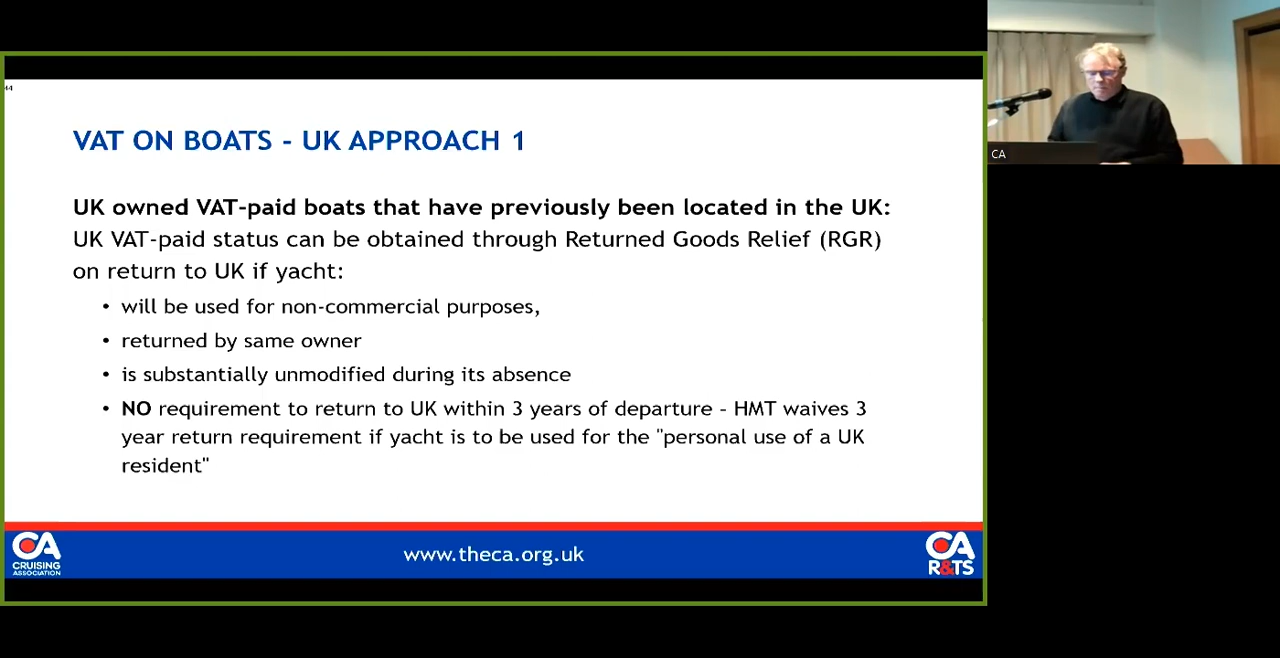 44
VAT ON BOATS - UK APPROACH 1
UK owned VAT-paid boats that have previously been located in the UK:
UK VAT-paid status can be obtained through Returned Goods Relief (RGR)
on return to UK if yacht:
• will be used for non-commercial purposes,
• returned by same owner
• is substantially unmodified during its absence
• NO requirement to return to UK within 3 years of departure - HMT waives 3
year return requirement if yacht is to be used for the "personal use of a UK
resident"
CA
CRUISING
ASSOCIATION
www.theca.org.uk
CA
R&TS
CA